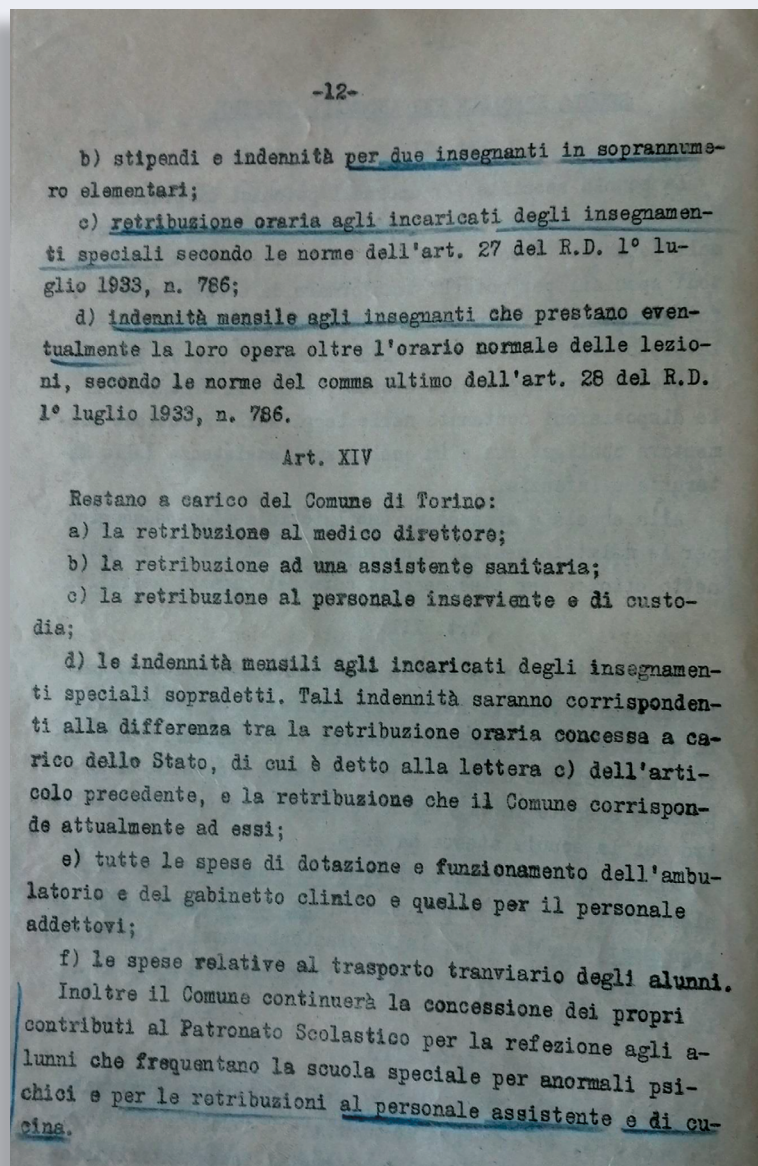 -12-
b) stipendi e indennità per due insegnanti in soprannume-
ro elementari;
c) retribuzione oraria agli incaricati degli insegnamen-
ti speciali secondo le norme dell'art. 27 del R.D. 1º lu-
glio 1933, n. 786;
d) indennità mensile agli insegnanti che prestano even-
tualmente la loro opera oltre l'orario normale delle lezio-
ni, secondo le norme del comma ultimo dell'art. 28 del R.D.
1º luglio 1933, n. 786.
Art. XIV
Restano a carico del Comune di Torino:
a) la retribuzione al medico direttore;
b) la retribuzione ad una assistente sanitaria;
c) la retribuzione al personale inserviente e di custo-
dia;
d) le indennità mensili agli incaricati degli insegnamen-
ti speciali sopradetti. Tali indennità saranno corrisponden-
ti alla differenza tra la retribuzione oraria concessa a ca-
rico dello Stato, di cui è detto alla lettera c) dell'arti-
colo precedente, e la retribuzione che il Comune corrispon-
de attualmente ad essi;
e) tutte le spese di dotazione e funzionamento dell'ambu-
latorio e del gabinetto clinico e quelle per il personale
addettovi;
f) le spese relative al trasporto tranviario degli alunni.
Inoltre il Comune continuerà la concessione dei propri
contributi al Patronato Scolastico per la refezione agli a-
lunni che frequentano la scuola speciale per anormali psi-
chici e per le retribuzioni al personale assistente e di cu-
cina.